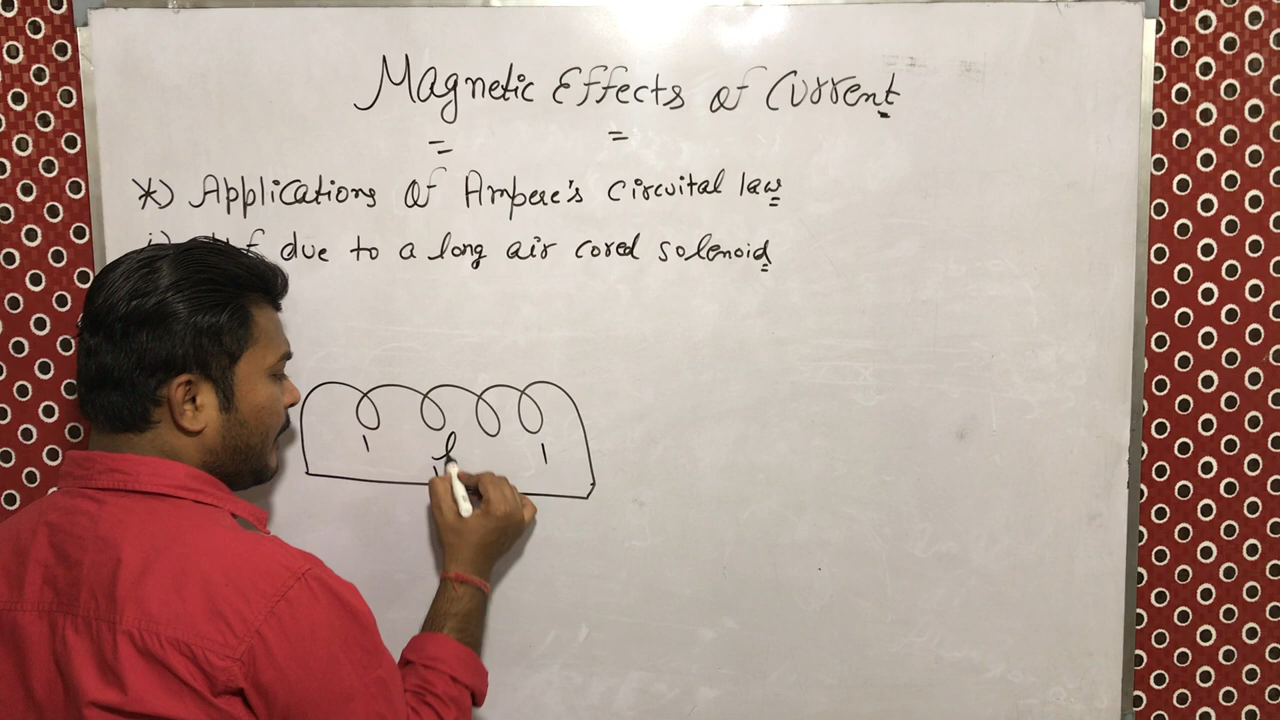 Magnetic Effects of Current
*) Applications of Ampere's Circuital law
due to a long air cored solenoid
l